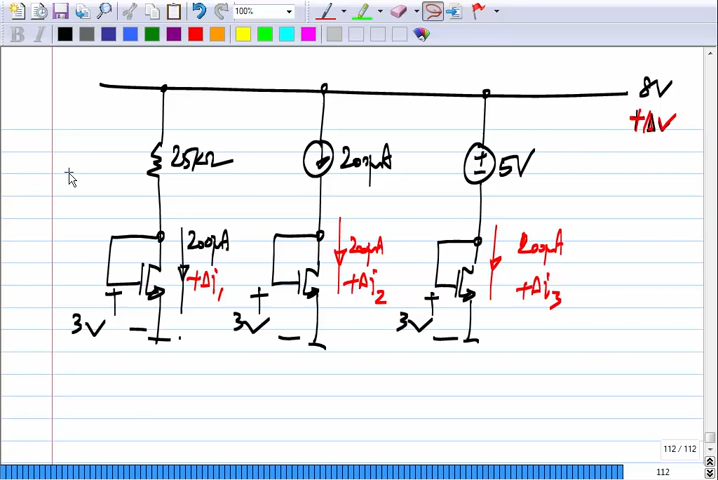 100%
B I
8V
+ΔV
25KΩ
200μA
+
−
5V
200μA
+Δi1
200μA
+Δi2
200μA
+Δi3
+
3V −
+
3V −
+
3V −
112 / 112
112